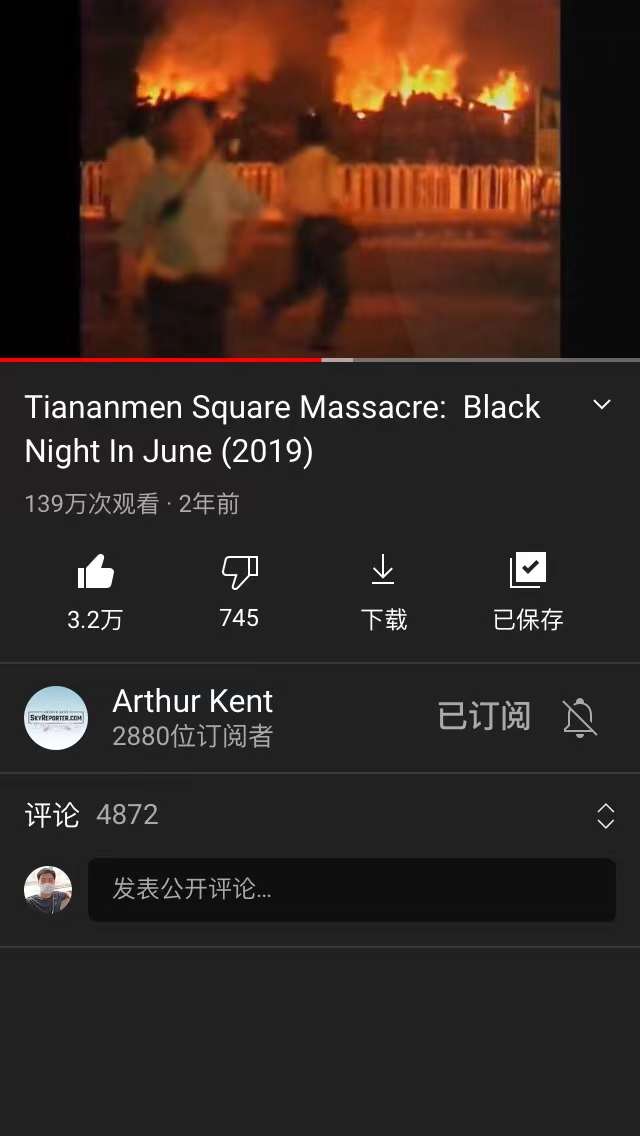 Tiananmen Square Massacre:  Black
Night In June (2019)
139万次观看 · 2年前
3.2万
745
下载
已保存
SKYREPORTER.COM
Arthur Kent
2880位订阅者
已订阅
评论 4872
发表公开评论...